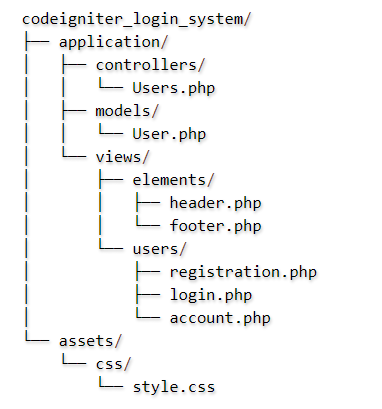 codeigniter_login_system/
├── application/
│   ├── controllers/
│   │   └── Users.php
│   ├── models/
│   │   └── User.php
│   └── views/
│       ├── elements/
│       │   ├── header.php
│       │   └── footer.php
│       └── users/
│           ├── registration.php
│           ├── login.php
│           └── account.php
└── assets/
    └── css/
        └── style.css